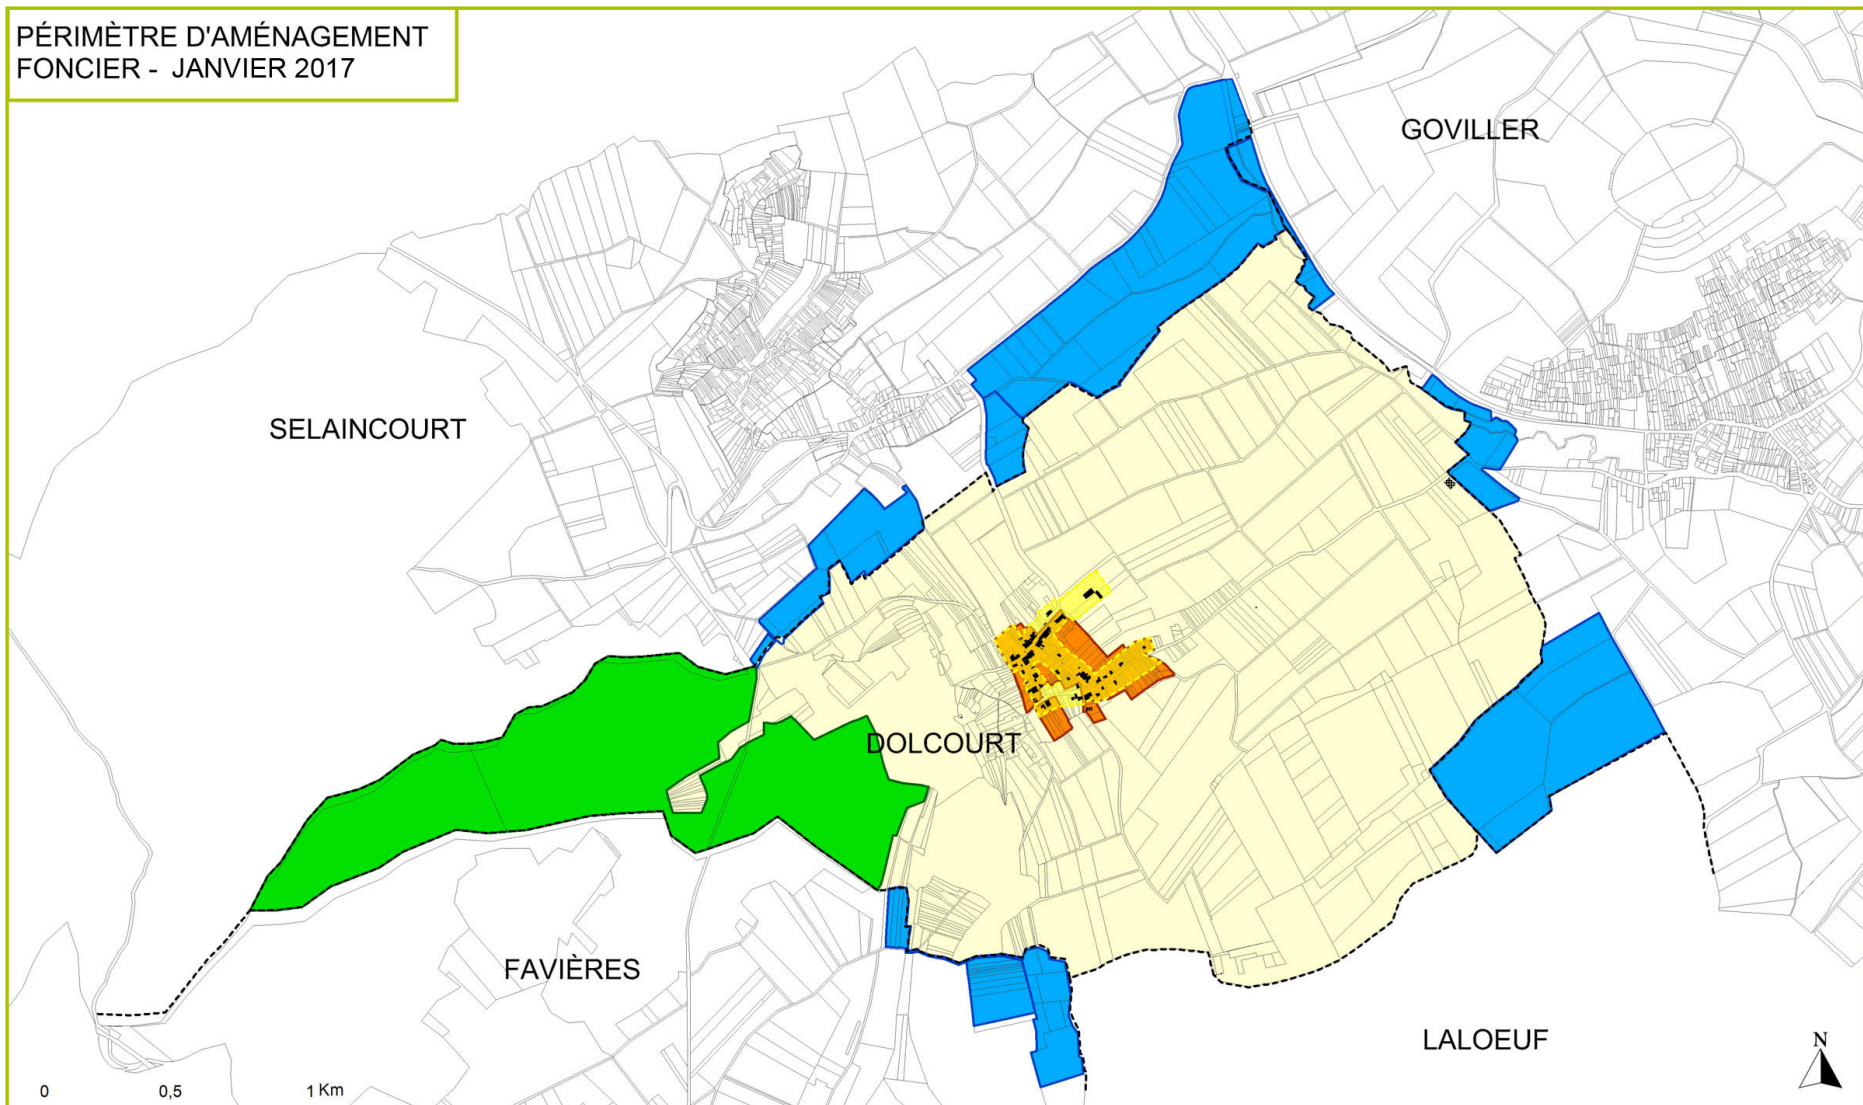 PÉRIMÈTRE D'AMÉNAGEMENT
FONCIER - JANVIER 2017
GOVILLER
SELAINCOURT
DOLCOURT
FAVIÈRES
LALOEUF
N
0 0,5 1 Km